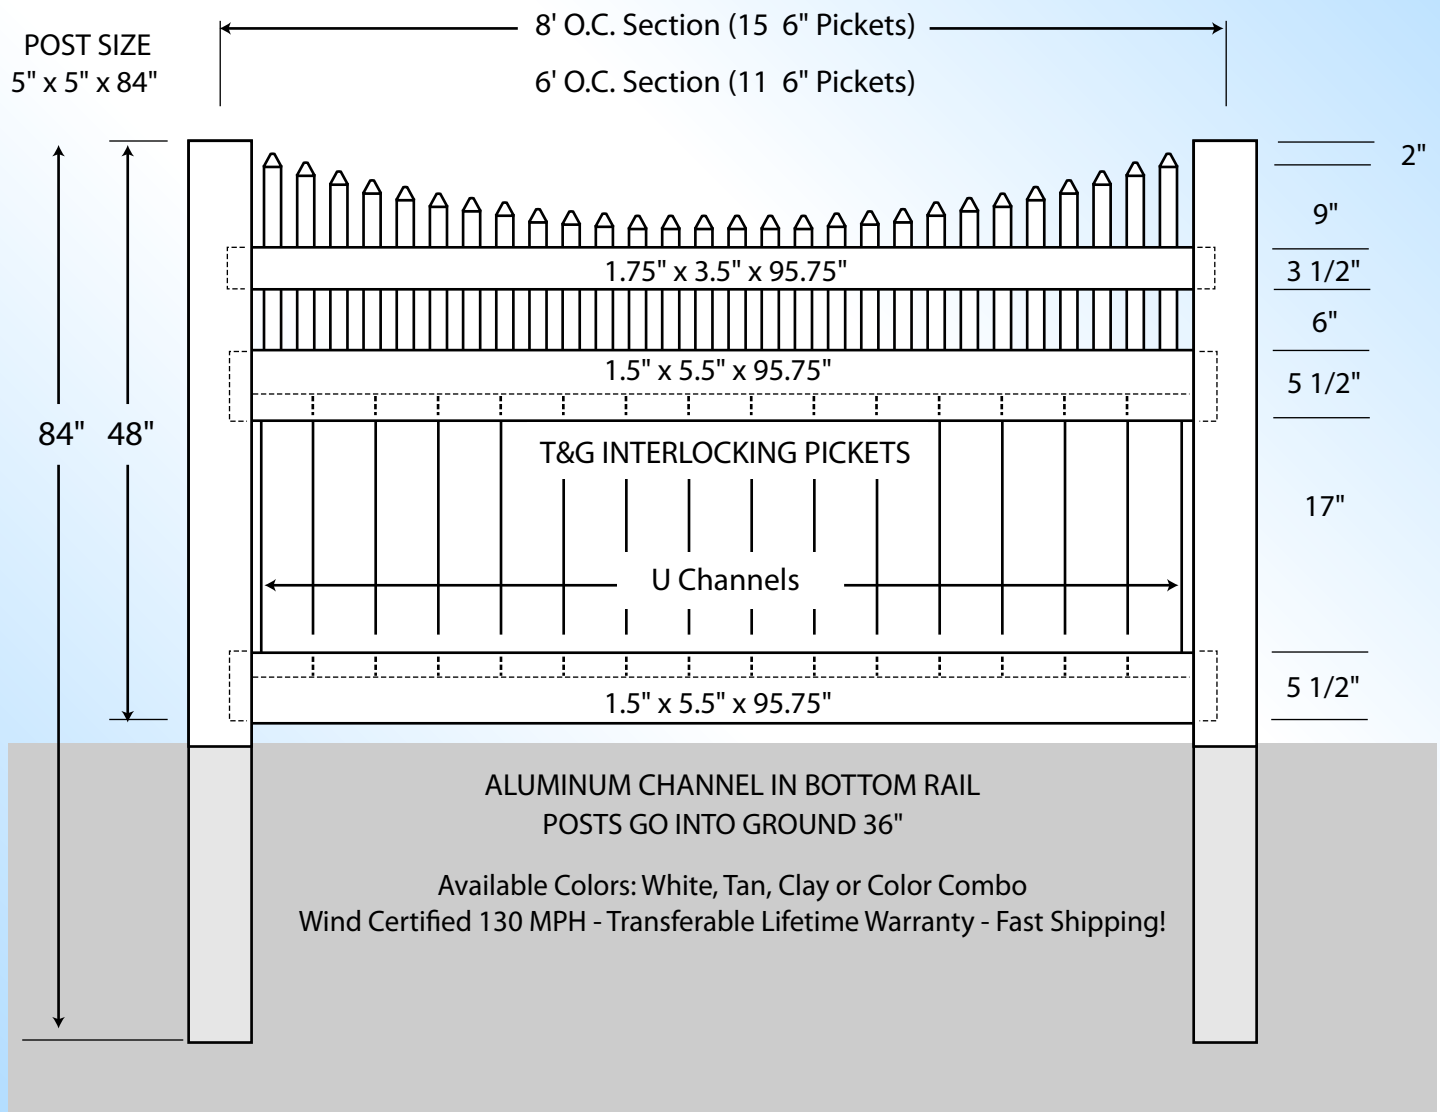 8' O.C. Section (15  6" Pickets)
POST SIZE
5" x 5" x 84"
6' O.C. Section (11  6" Pickets)
2"
9"
1.75" x 3.5" x 95.75"
3 1/2"
6"
1.5" x 5.5" x 95.75"
5 1/2"
84"
48"
T&G INTERLOCKING PICKETS
17"
U Channels
1.5" x 5.5" x 95.75"
5 1/2"
ALUMINUM CHANNEL IN BOTTOM RAIL
POSTS GO INTO GROUND 36"
Available Colors: White, Tan, Clay or Color Combo
Wind Certified 130 MPH - Transferable Lifetime Warranty - Fast Shipping!